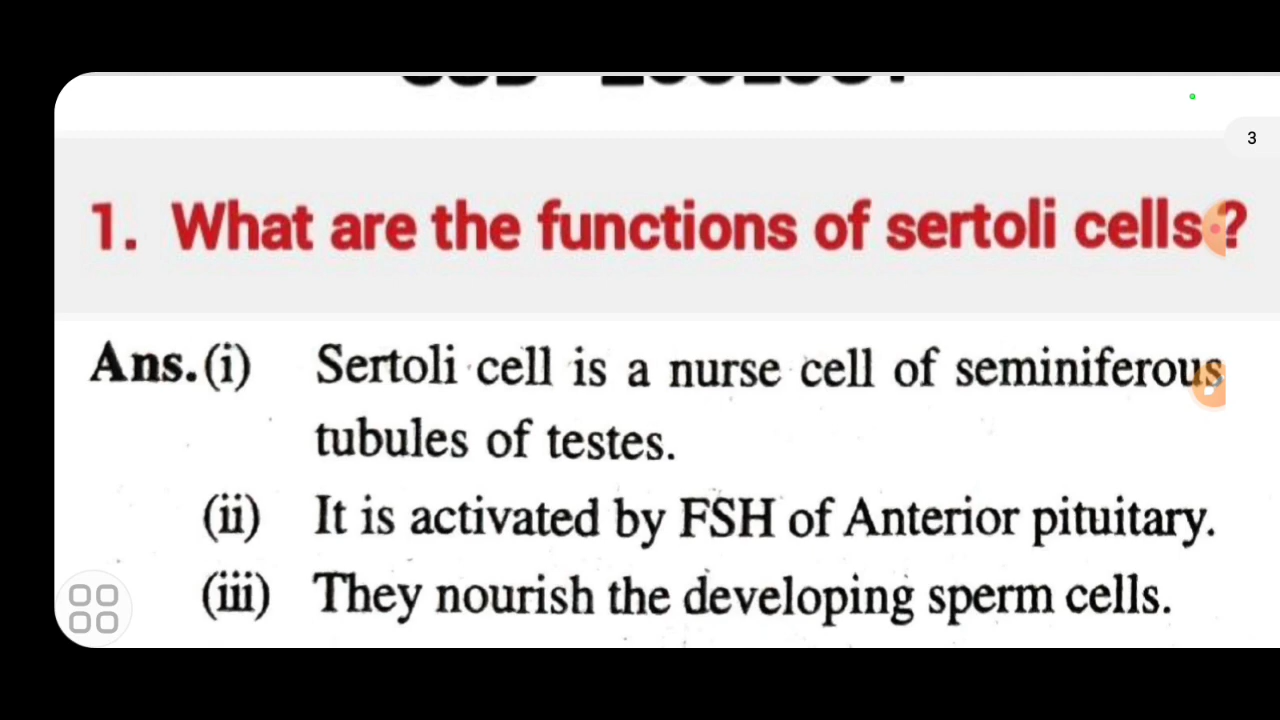 3
1. What are the functions of sertoli cells ?
Ans. (i) Sertoli cell is a nurse cell of seminiferous
tubules of testes.
(ii) It is activated by FSH of Anterior pituitary.
(iii) They nourish the developing sperm cells.